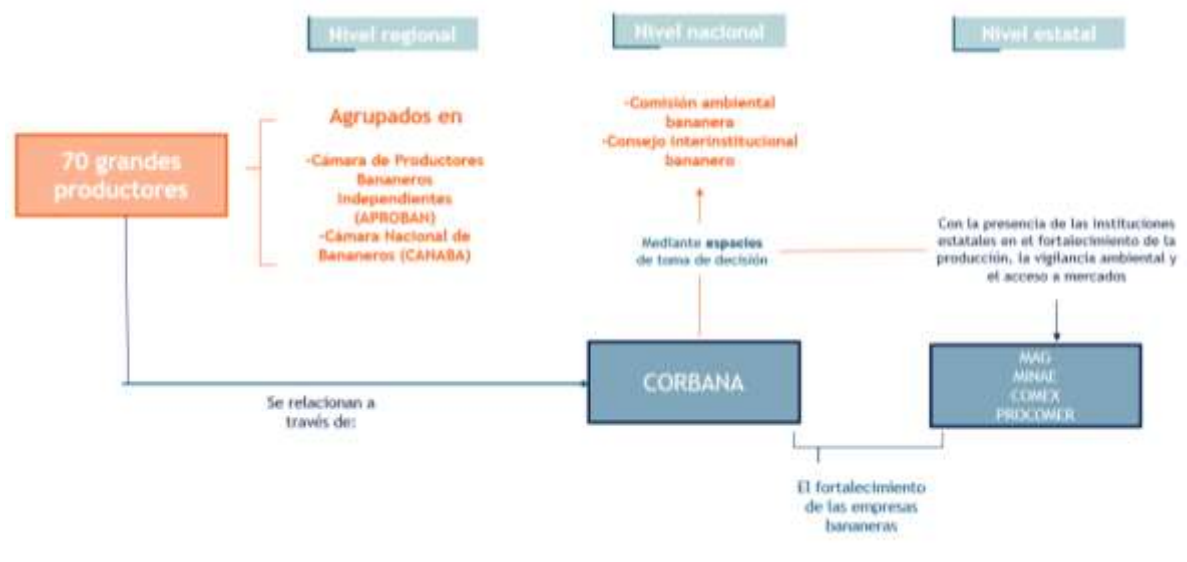 Nivel regional
Nivel nacional
Nivel estatal
70 grandes
productores
Agrupados en
-Cámara de Productores
Bananeros
Independientes
(APROBAN)
-Cámara Nacional de
Bananeros (CANABA)
-Comisión ambiental
bananera
-Consejo interinstitucional
bananero
Mediante espacios
de toma de decisión
Con la presencia de las instituciones
estatales en el fortalecimiento de la
producción, la vigilancia ambiental y
el acceso a mercados
CORBANA
MAG
MINAE
COMEX
PROCOMER
Se relacionan a
través de:
El fortalecimiento
de las empresas
bananeras